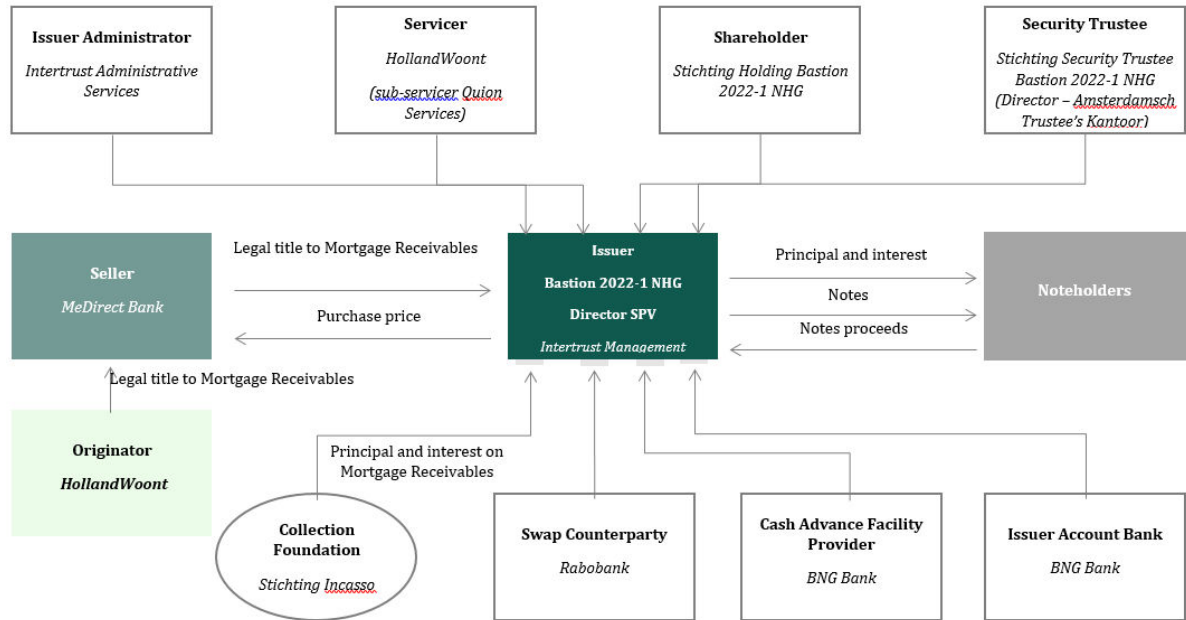 Issuer Administrator
Intertrust Administrative
Services
Servicer
HollandWoont
(sub-servicer Quion
Services)
Shareholder
Stichting Holding Bastion
2022-1 NHG
Security Trustee
Stichting Security Trustee
Bastion 2022-1 NHG
(Director – Amsterdamsch
Trustee's Kantoor)
Seller
MeDirect Bank
Legal title to Mortgage Receivables
Purchase price
Issuer
Bastion 2022-1 NHG
Director SPV
Intertrust Management
Principal and interest
Notes
Notes proceeds
Noteholders
Legal title to Mortgage Receivables
Originator
HollandWoont
Principal and interest on
Mortgage Receivables
Collection
Foundation
Stichting Incasso
Swap Counterparty
Rabobank
Cash Advance Facility
Provider
BNG Bank
Issuer Account Bank
BNG Bank